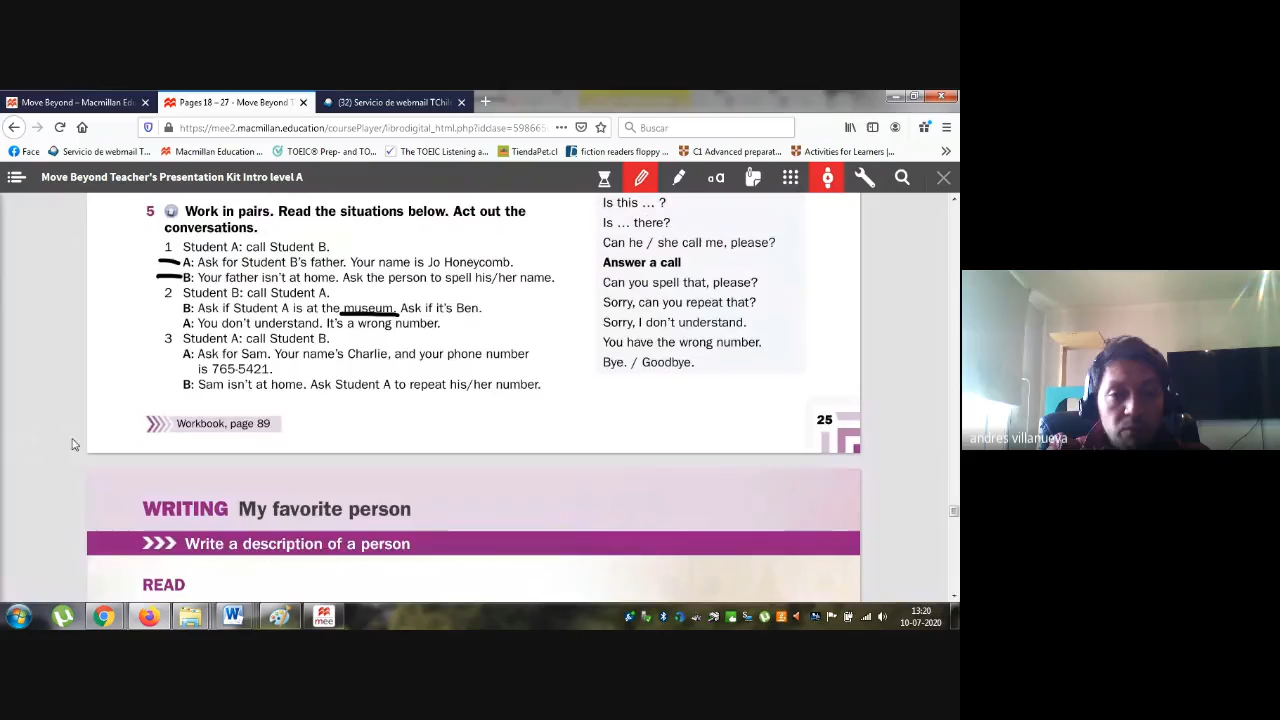 Move Beyond – Macmillan Edu
Pages 18 – 27 - Move Beyond T
(32) Servicio de webmail TChil
https://mee2.macmillan.education/coursePlayer/librodigital_html.php?idclase=598665
Buscar
Face
Servicio de webmail T...
Macmillan Education ...
TOEIC® Prep- and TO...
The TOEIC Listening a...
TiendaPet.cl
fiction readers floppy ...
C1 Advanced preparat...
Activities for Learners |...
Move Beyond Teacher's Presentation Kit Intro level A
5 Work in pairs. Read the situations below. Act out the
conversations.
1 Student A: call Student B.
A: Ask for Student B's father. Your name is Jo Honeycomb.
B: Your father isn't at home. Ask the person to spell his/her name.
2 Student B: call Student A.
B: Ask if Student A is at the museum. Ask if it's Ben.
A: You don't understand. It's a wrong number.
3 Student A: call Student B.
A: Ask for Sam. Your name's Charlie, and your phone number
is 765-5421.
B: Sam isn't at home. Ask Student A to repeat his/her number.
Is this ... ?
Is ... there?
Can he / she call me, please?
Answer a call
Can you spell that, please?
Sorry, can you repeat that?
Sorry, I don't understand.
You have the wrong number.
Bye. / Goodbye.
Workbook, page 89
25
WRITING My favorite person
Write a description of a person
READ
mee
13:20
10-07-2020
andres villanueva